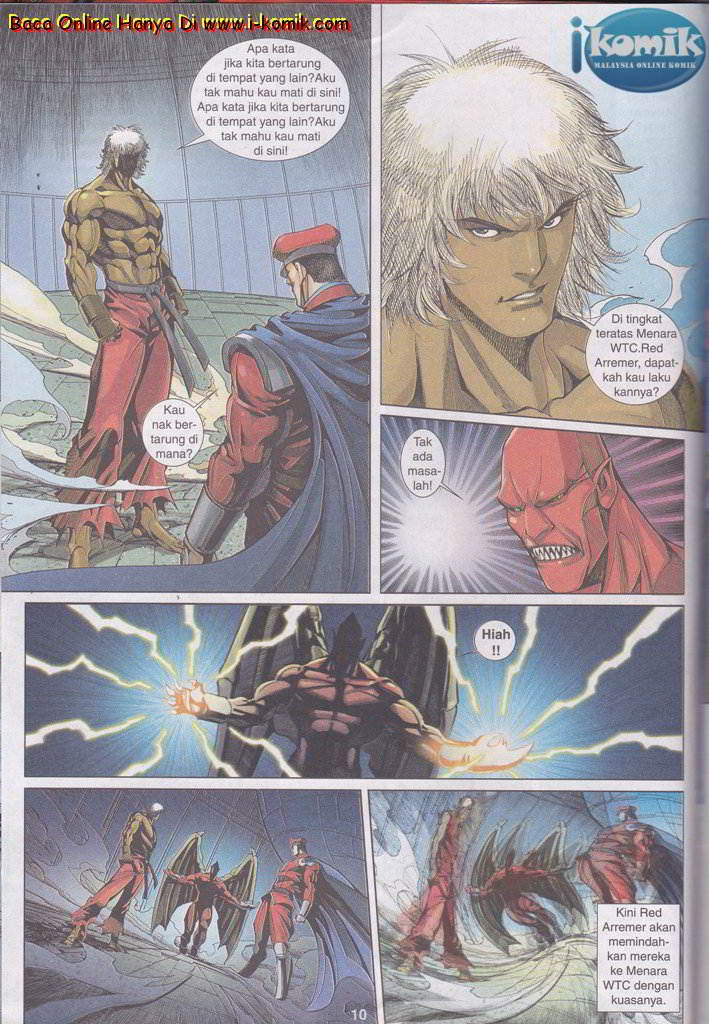 Baca Online Hanya Di www.i-komik.com
ikomik
MALAYSIA ONLINE KOMIK
Apa kata
jika kita bertarung
di tempat yang lain?Aku
tak mahu kau mati di sini!
Apa kata jika kita bertarung
di tempat yang lain?Aku
tak mahu kau mati
di sini!
Kau
nak ber-
tarung di
mana?
Di tingkat
teratas Menara
WTC.Red
Arremer, dapat-
kah kau laku
kannya?
Tak
ada
masa-
lah!
Hiah
!!
Kini Red
Arremer akan
memindah-
kan mereka
ke Menara
WTC dengan
kuasanya.
10